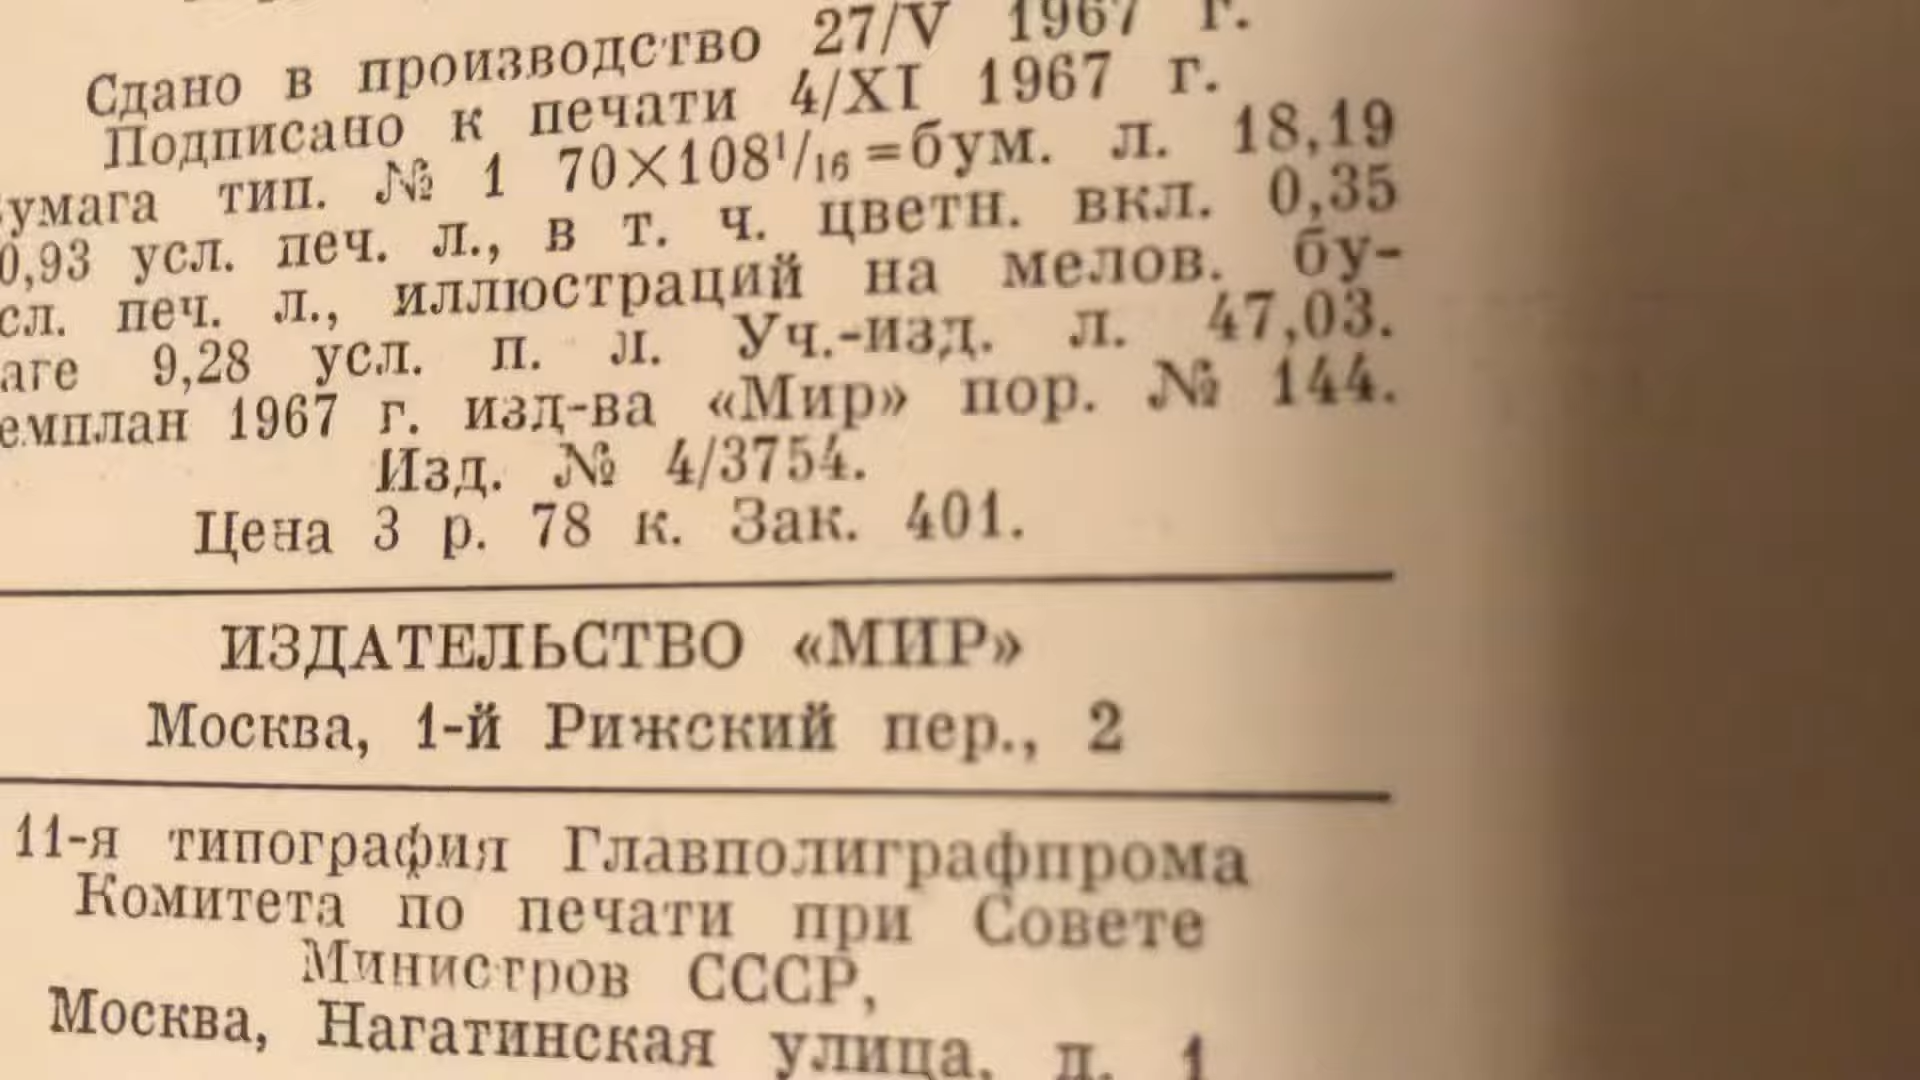 Сдано в производство 27/V 1967 г.
Подписано к печати 4/XI 1967 г.
умага тип. № 1 70×108¹/₁₆=бум. л. 18,19
0,93 усл. печ. л., в т. ч. цветн. вкл. 0,35
сл. печ. л., иллюстраций на мелов. бу-
аге 9,28 усл. п. л. Уч.-изд. л. 47,03.
емплан 1967 г. изд-ва «Мир» пор. № 144.
Изд. № 4/3754.
Цена 3 р. 78 к. Зак. 401.
ИЗДАТЕЛЬСТВО «МИР»
Москва, 1-й Рижский пер., 2
11-я типография Главполиграфпрома
Комитета по печати при Совете
Министров СССР,
Москва, Нагатинская улица, д. 1